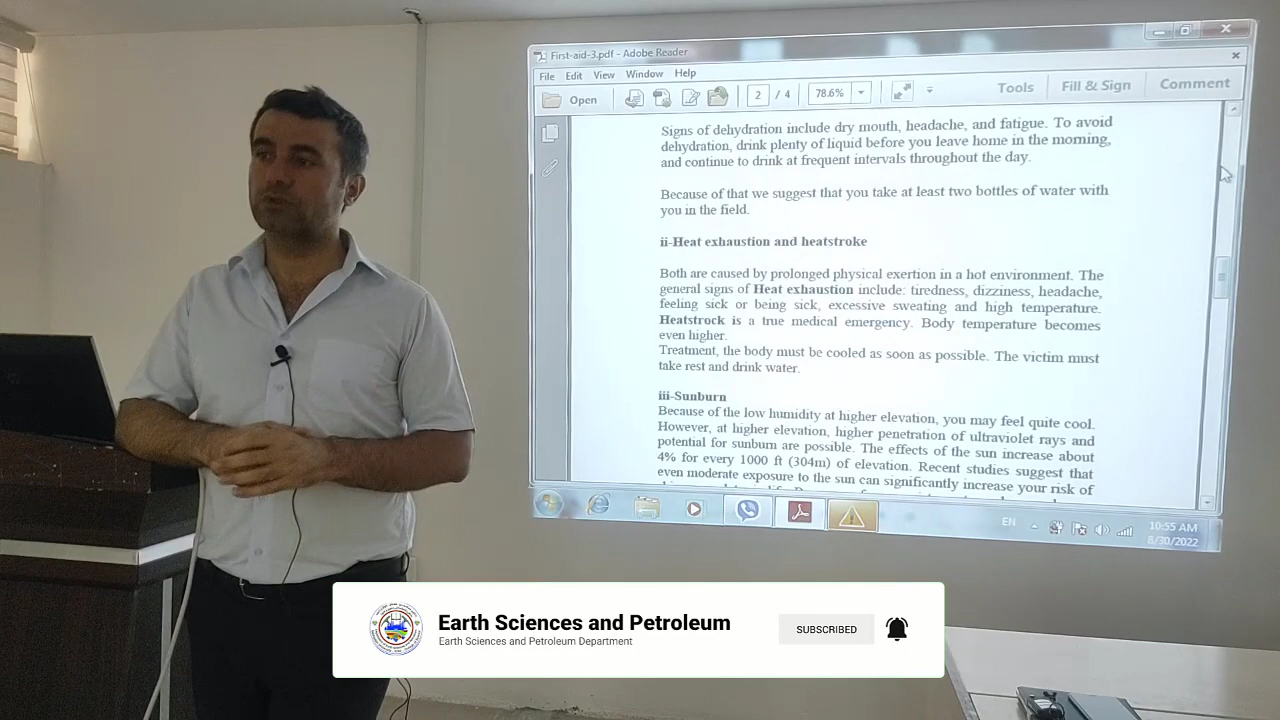 First-aid-3.pdf - Adobe Reader
File Edit View Window Help
Open 2 / 4 78.6% Tools Fill & Sign Comment
Signs of dehydration include dry mouth, headache, and fatigue. To avoid
dehydration, drink plenty of liquid before you leave home in the morning,
and continue to drink at frequent intervals throughout the day.
Because of that we suggest that you take at least two bottles of water with
you in the field.
ii-Heat exhaustion and heatstroke
Both are caused by prolonged physical exertion in a hot environment. The
general signs of Heat exhaustion include: tiredness, dizziness, headache,
feeling sick or being sick, excessive sweating and high temperature.
Heatstrock is a true medical emergency. Body temperature becomes
even higher.
Treatment, the body must be cooled as soon as possible. The victim must
take rest and drink water.
iii-Sunburn
Because of the low humidity at higher elevation, you may feel quite cool.
However, at higher elevation, higher penetration of ultraviolet rays and
potential for sunburn are possible. The effects of the sun increase about
4% for every 1000 ft (304m) of elevation. Recent studies suggest that
even moderate exposure to the sun can significantly increase your risk of
EN 10:55 AM
8/30/2022
Earth Sciences and Petroleum
Earth Sciences and Petroleum Department
SUBSCRIBED